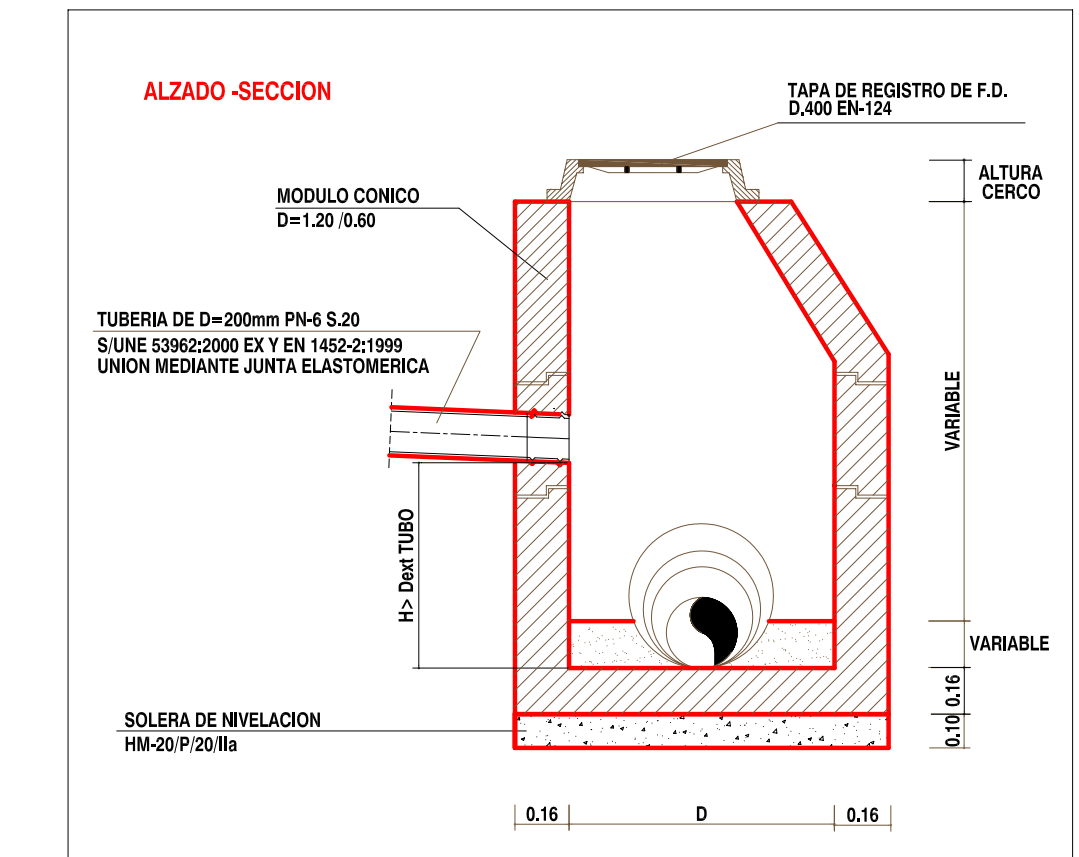 ALZADO -SECCION
TAPA DE REGISTRO DE F.D.
D.400 EN-124
ALTURA
CERCO
MODULO CONICO
D=1.20 /0.60
TUBERIA DE D=200mm PN-6 S.20
S/UNE 53962:2000 EX Y EN 1452-2:1999
UNION MEDIANTE JUNTA ELASTOMERICA
VARIABLE
H> Dext TUBO
VARIABLE
0.16
0.10
SOLERA DE NIVELACION
HM-20/P/20/IIa
0.16
D
0.16